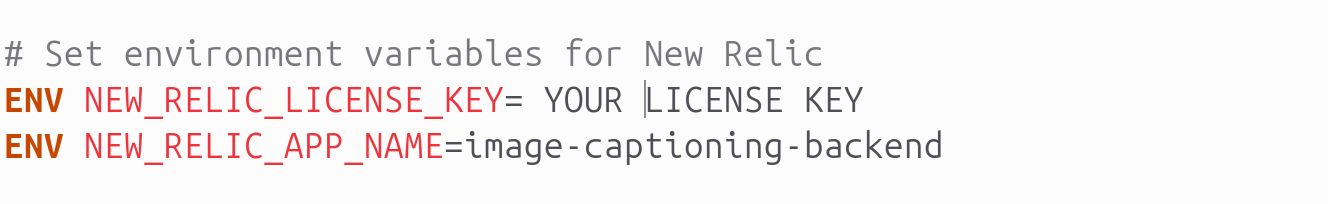 # Set environment variables for New Relic
ENV NEW_RELIC_LICENSE_KEY= YOUR LICENSE KEY
ENV NEW_RELIC_APP_NAME=image-captioning-backend